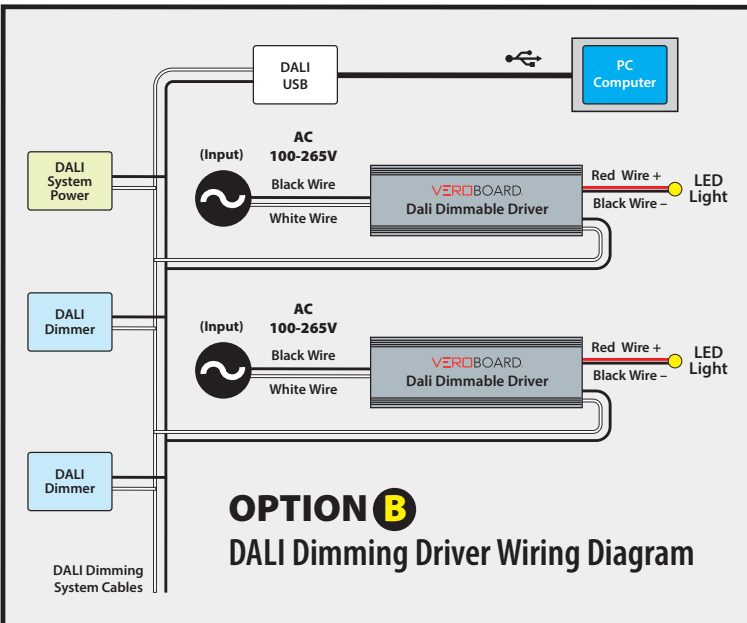 DALI
USB
PC
Computer
DALI
System
Power
(Input)
AC
100-265V
Black Wire
White Wire
VEROBOARD.
Dali Dimmable Driver
Red Wire +
Black Wire –
LED
Light
DALI
Dimmer
(Input)
AC
100-265V
Black Wire
White Wire
VEROBOARD.
Dali Dimmable Driver
Red Wire +
Black Wire –
LED
Light
DALI
Dimmer
OPTION B
DALI Dimming Driver Wiring Diagram
DALI Dimming
System Cables